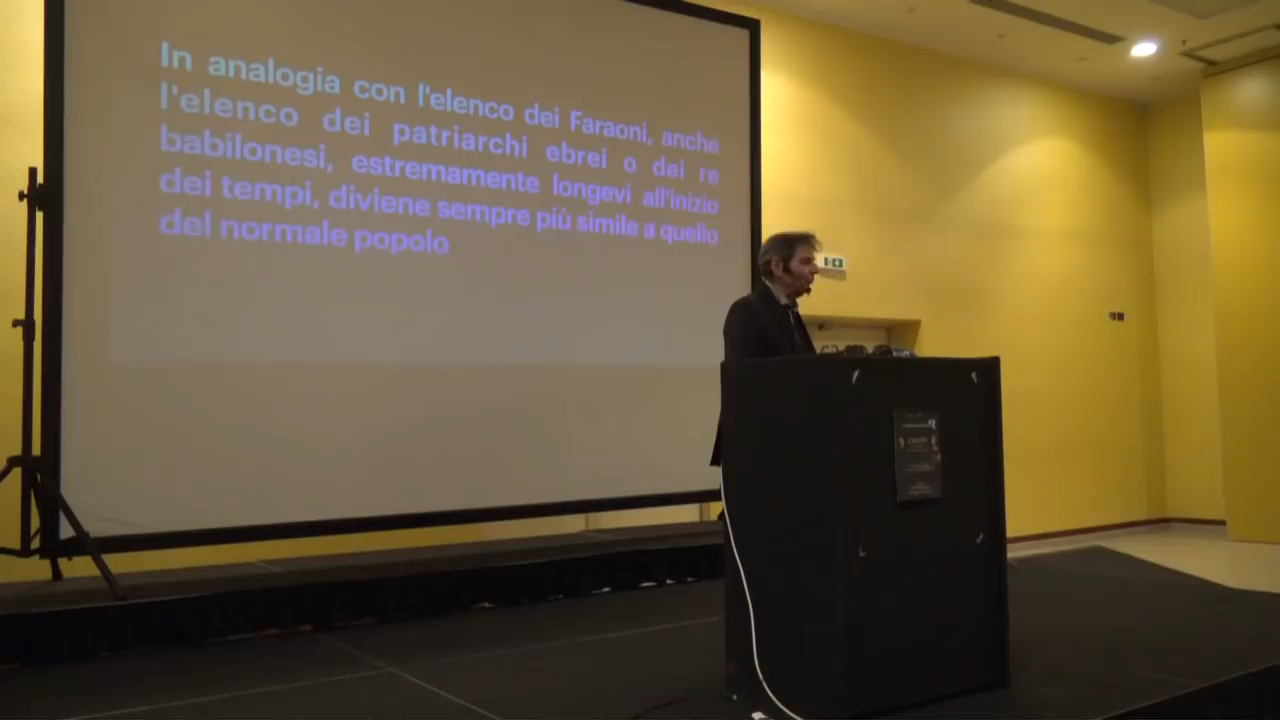 In analogia con l'elenco dei Faraoni, anche
l'elenco dei patriarchi ebrei o dei re
babilonesi, estremamente longevi all'inizio
dei tempi, diviene sempre più simile a quello
del normale popolo